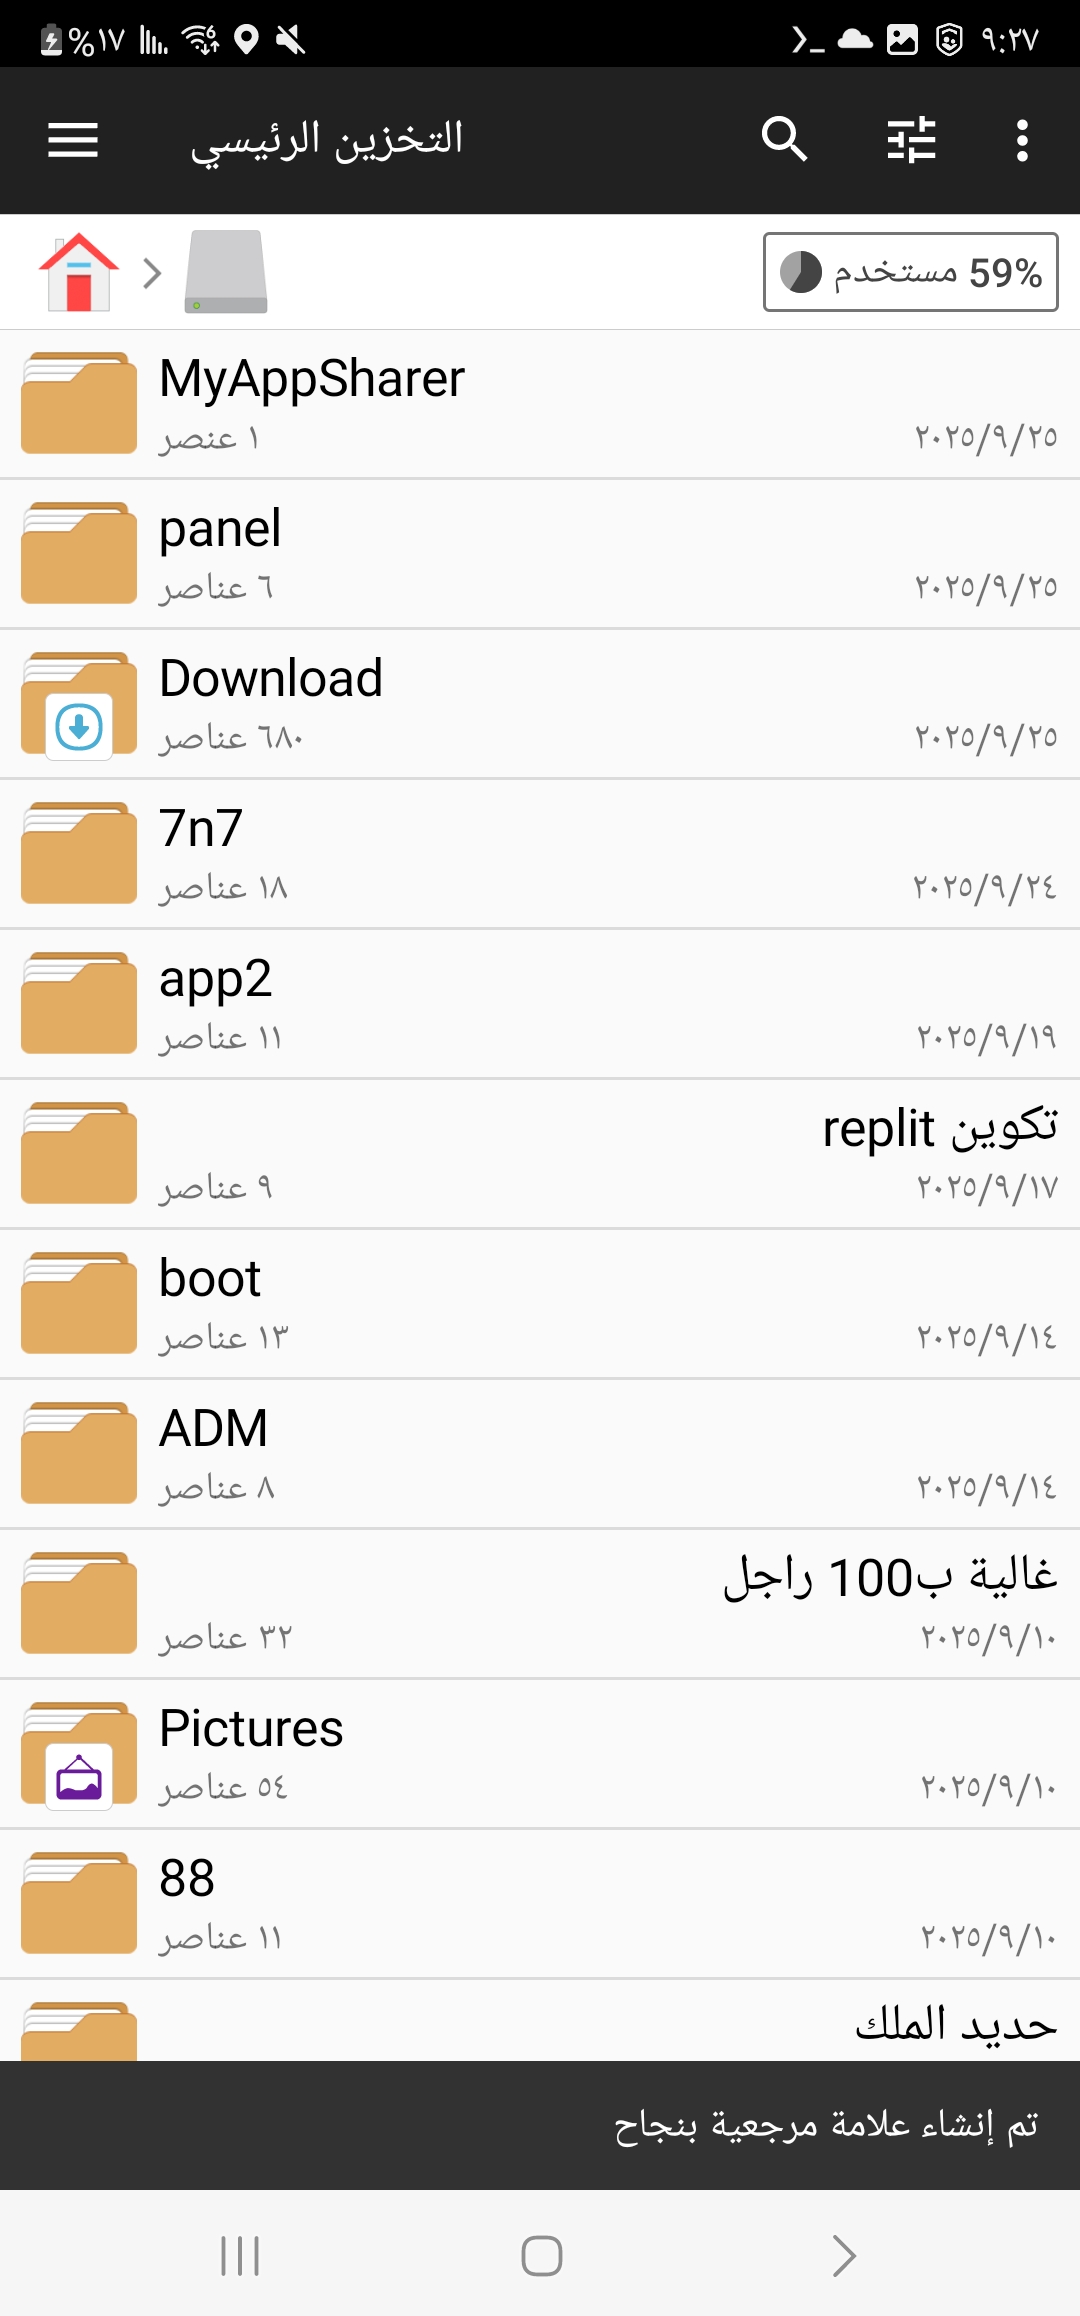 %١٧ 6 ٩:٢٧
التخزين الرئيسي
59% مستخدم
MyAppSharer
١ عنصر ٢٠٢٥/٩/٢٥
panel
٦ عناصر ٢٠٢٥/٩/٢٥
Download
٦٨٠ عناصر ٢٠٢٥/٩/٢٥
7n7
١٨ عناصر ٢٠٢٥/٩/٢٤
app2
١١ عناصر ٢٠٢٥/٩/١٩
تكوين replit
٩ عناصر ٢٠٢٥/٩/١٧
boot
١٣ عناصر ٢٠٢٥/٩/١٤
ADM
٨ عناصر ٢٠٢٥/٩/١٤
غالية ب100 راجل
٣٢ عناصر ٢٠٢٥/٩/١٠
Pictures
٥٤ عناصر ٢٠٢٥/٩/١٠
88
١١ عناصر ٢٠٢٥/٩/١٠
حديد الملك
تم إنشاء علامة مرجعية بنجاح